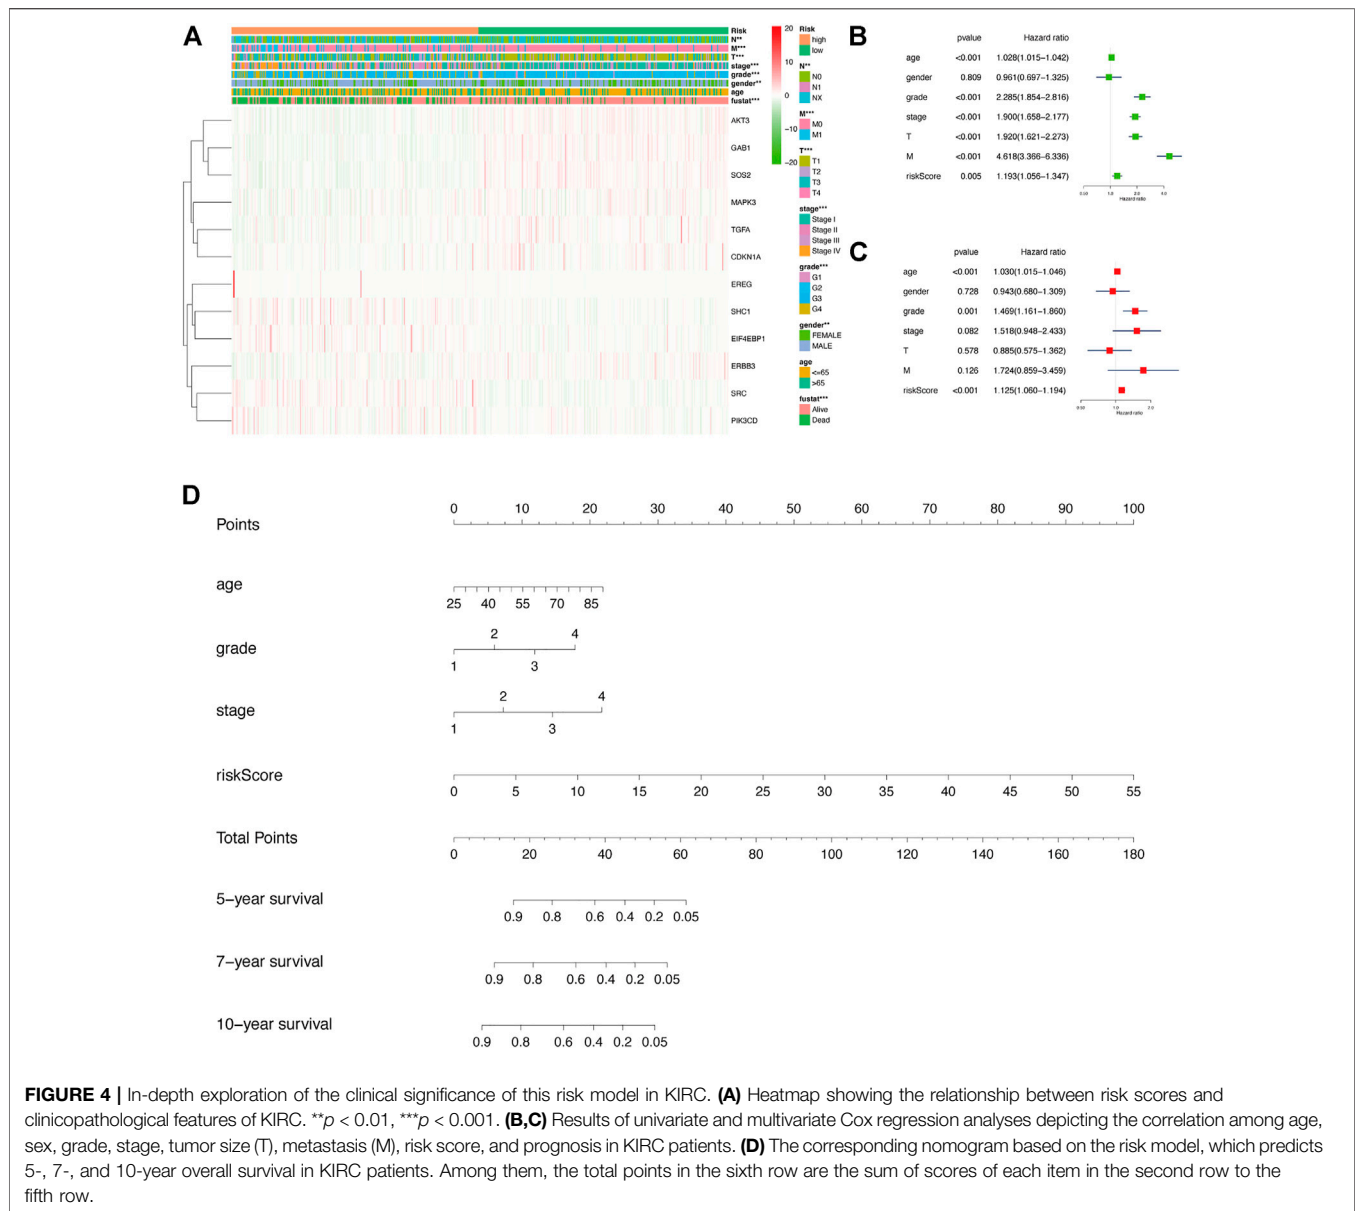 A
Risk
N**
M***
T***
stage***
grade***
gender**
age
fustat***
AKT3
GAB1
SOS2
MAPK3
TGFA
CDKN1A
EREG
SHC1
EIF4EBP1
ERBB3
SRC
PIK3CD
20
10
0
−10
−20
Risk
high
low
N**
N0
N1
NX
M***
M0
M1
T***
T1
T2
T3
T4
stage***
Stage I
Stage II
Stage III
Stage IV
grade***
G1
G2
G3
G4
gender**
FEMALE
MALE
age
<=65
>65
fustat***
Alive
Dead
B
pvalue Hazard ratio
age <0.001 1.028(1.015−1.042)
gender 0.809 0.961(0.697−1.325)
grade <0.001 2.285(1.854−2.816)
stage <0.001 1.900(1.658−2.177)
T <0.001 1.920(1.621−2.273)
M <0.001 4.618(3.366−6.336)
riskScore 0.005 1.193(1.056−1.347)
0.00 1.0 2.0 4.0
Hazard ratio
C
pvalue Hazard ratio
age <0.001 1.030(1.015−1.046)
gender 0.728 0.943(0.680−1.309)
grade 0.001 1.469(1.161−1.860)
stage 0.082 1.518(0.948−2.433)
T 0.578 0.885(0.575−1.362)
M 0.126 1.724(0.859−3.459)
riskScore <0.001 1.125(1.060−1.194)
0.00 1.0 2.0
Hazard ratio
D
Points
0 10 20 30 40 50 60 70 80 90 100
age
25 40 55 70 85
grade
2 4
1 3
stage
2 4
1 3
riskScore
0 5 10 15 20 25 30 35 40 45 50 55
Total Points
0 20 40 60 80 100 120 140 160 180
5−year survival
0.9 0.8 0.6 0.4 0.2 0.05
7−year survival
0.9 0.8 0.6 0.4 0.2 0.05
10−year survival
0.9 0.8 0.6 0.4 0.2 0.05
FIGURE 4 | In-depth exploration of the clinical significance of this risk model in KIRC. (A) Heatmap showing the relationship between risk scores and
clinicopathological features of KIRC. **p < 0.01, ***p < 0.001. (B,C) Results of univariate and multivariate Cox regression analyses depicting the correlation among age,
sex, grade, stage, tumor size (T), metastasis (M), risk score, and prognosis in KIRC patients. (D) The corresponding nomogram based on the risk model, which predicts
5-, 7-, and 10-year overall survival in KIRC patients. Among them, the total points in the sixth row are the sum of scores of each item in the second row to the
fifth row.